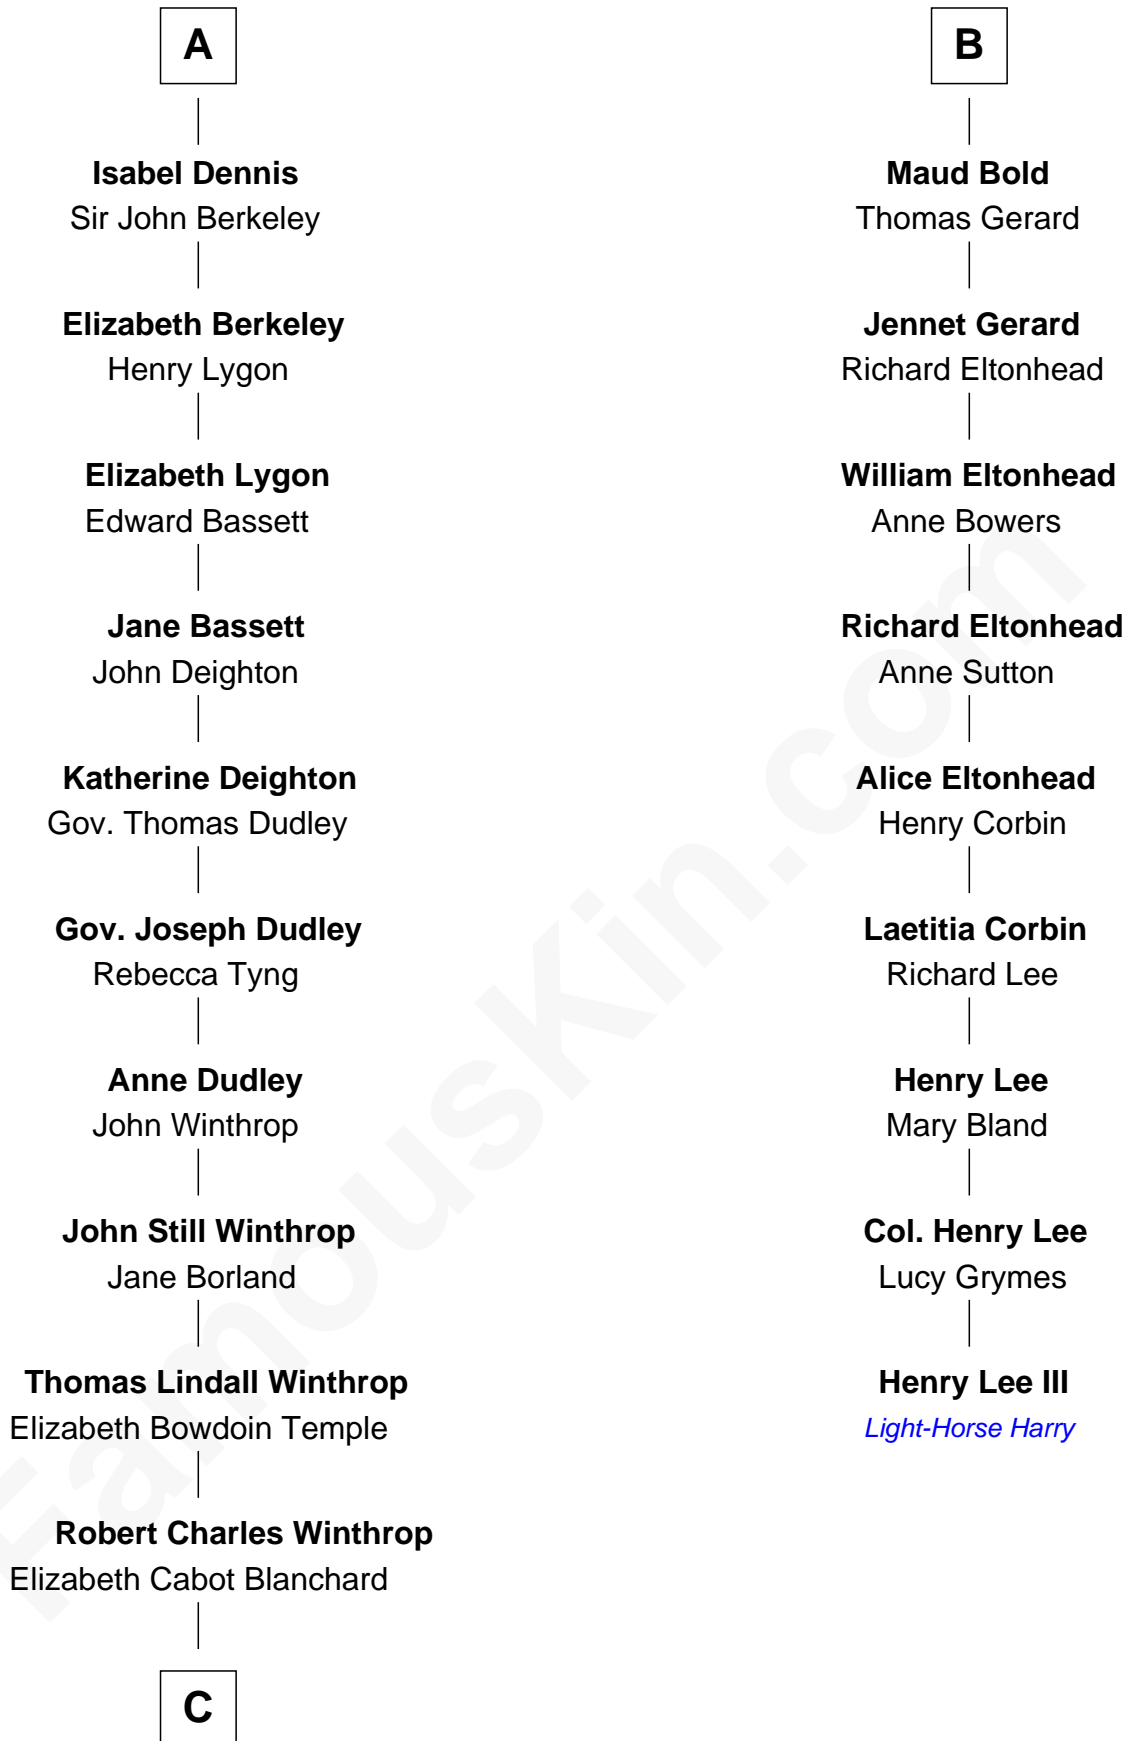 A
Isabel Dennis
Sir John Berkeley
Elizabeth Berkeley
Henry Lygon
Elizabeth Lygon
Edward Bassett
Jane Bassett
John Deighton
Katherine Deighton
Gov. Thomas Dudley
Gov. Joseph Dudley
Rebecca Tyng
Anne Dudley
John Winthrop
John Still Winthrop
Jane Borland
Thomas Lindall Winthrop
Elizabeth Bowdoin Temple
Robert Charles Winthrop
Elizabeth Cabot Blanchard
C
B
Maud Bold
Thomas Gerard
Jennet Gerard
Richard Eltonhead
William Eltonhead
Anne Bowers
Richard Eltonhead
Anne Sutton
Alice Eltonhead
Henry Corbin
Laetitia Corbin
Richard Lee
Henry Lee
Mary Bland
Col. Henry Lee
Lucy Grymes
Henry Lee III
Light-Horse Harry
FamousKin.com